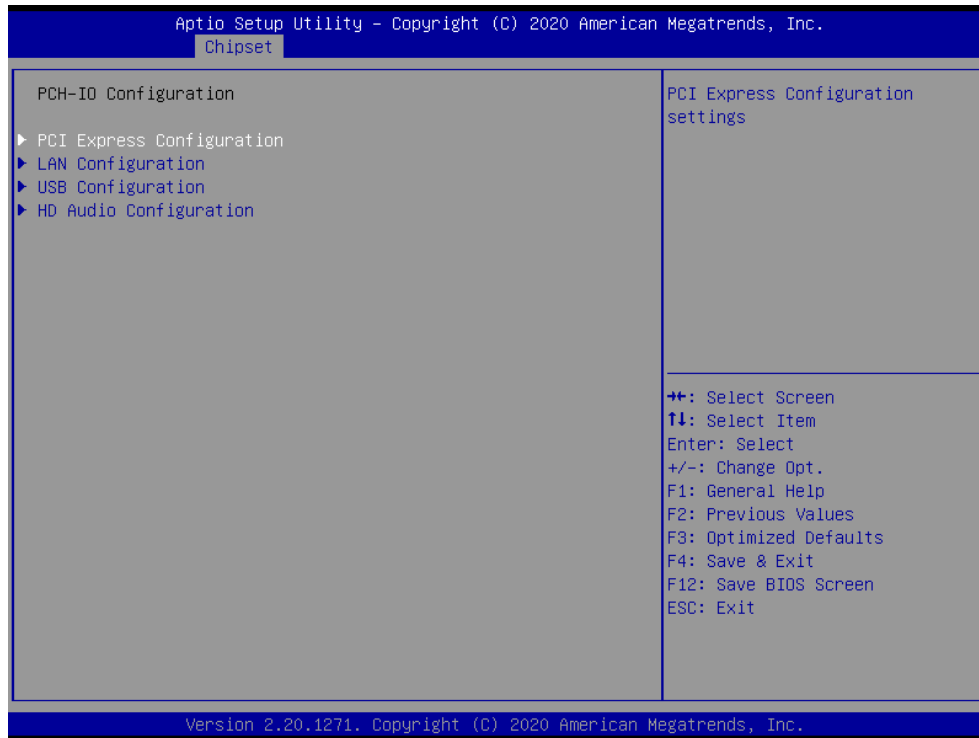 Aptio Setup Utility – Copyright (C) 2020 American Megatrends, Inc.
Chipset
PCH-IO Configuration
▶ PCI Express Configuration
▶ LAN Configuration
▶ USB Configuration
▶ HD Audio Configuration
PCI Express Configuration
settings
→←: Select Screen
↑↓: Select Item
Enter: Select
+/-: Change Opt.
F1: General Help
F2: Previous Values
F3: Optimized Defaults
F4: Save & Exit
F12: Save BIOS Screen
ESC: Exit
Version 2.20.1271. Copyright (C) 2020 American Megatrends, Inc.